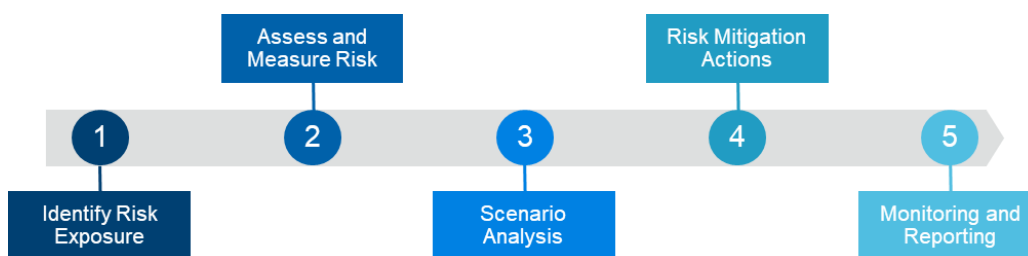 Assess and
Measure Risk
Risk Mitigation
Actions
1
2
3
4
5
Identify Risk
Exposure
Scenario
Analysis
Monitoring and
Reporting